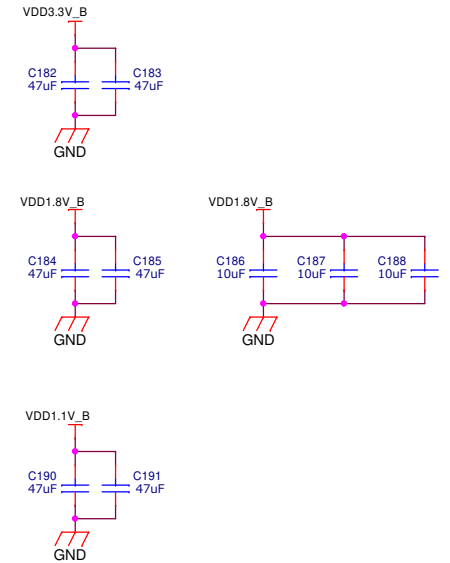 VDD3.3V_B
C182 C183
47uF 47uF
GND
VDD1.8V_B VDD1.8V_B
C184 C185 C186 C187 C188
47uF 47uF 10uF 10uF 10uF
GND GND
VDD1.1V_B
C190 C191
47uF 47uF
GND